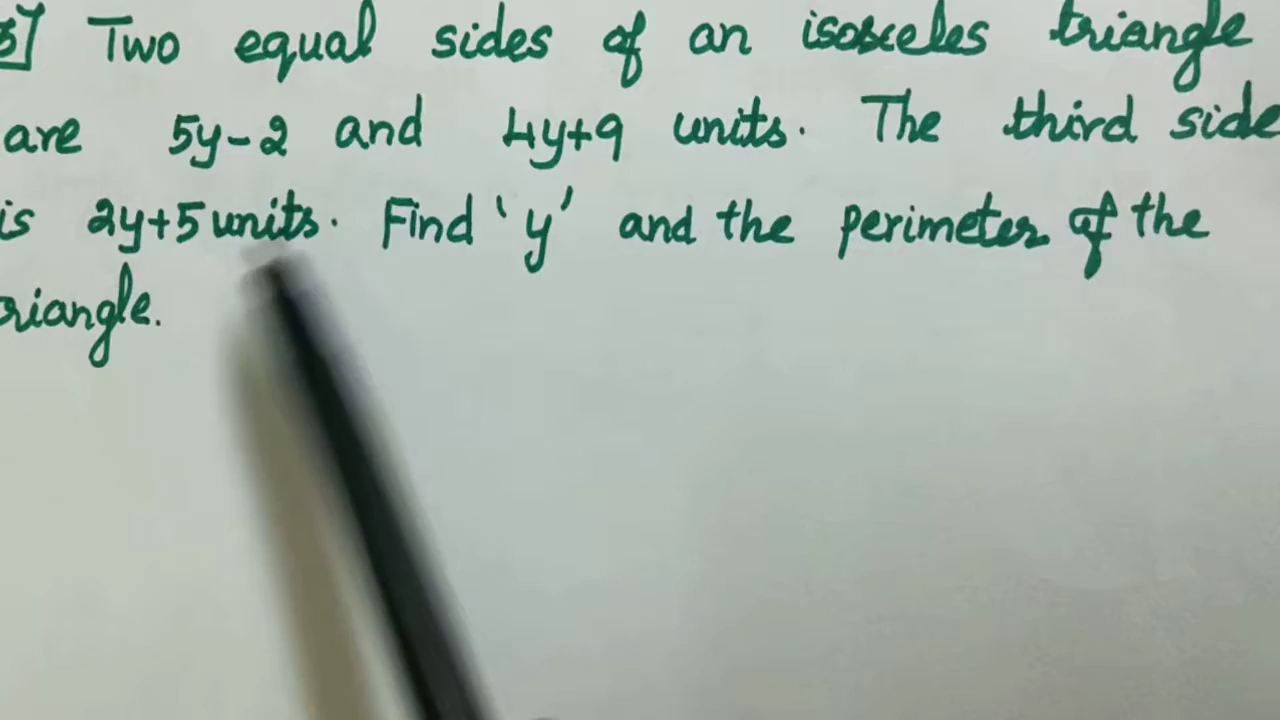 Two equal sides of an isosceles triangle
are 5y-2 and 4y+9 units. The third side
is 2y+5 units. Find 'y' and the perimeter of the
riangle.